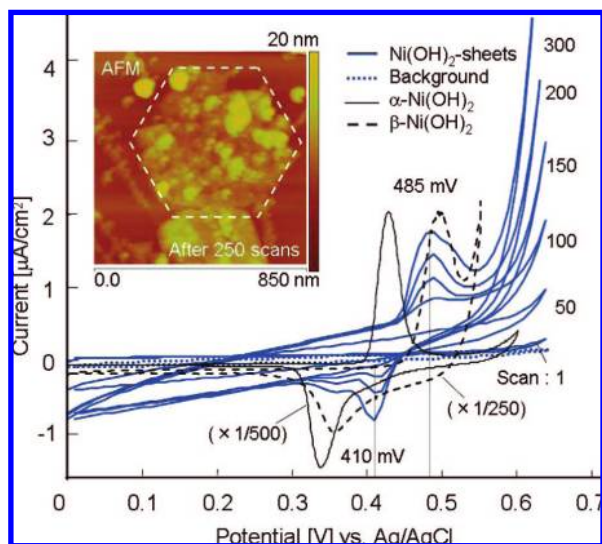 20 nm
AFM
After 250 scans
0.0
850 nm
Ni(OH)₂-sheets
Background
α-Ni(OH)₂
β-Ni(OH)₂
485 mV
300
200
150
100
50
Scan : 1
(×1/500)
(×1/250)
410 mV
Current [μA/cm²]
4
3
2
1
0
-1
0 0.1 0.2 0.3 0.4 0.5 0.6 0.7
Potential [V] vs. Ag/AgCl